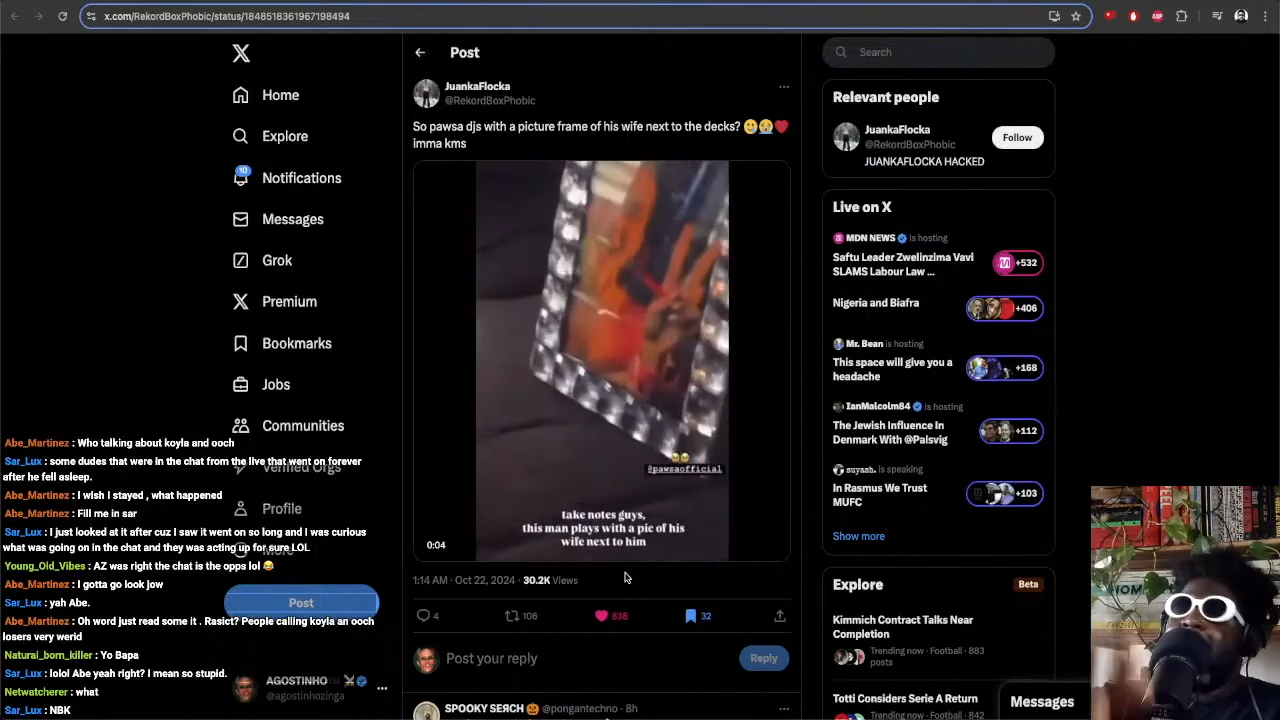 x.com/RekordBoxPhobic/status/1848518361967198494
Home
Explore
10
Notifications
Messages
Grok
Premium
Bookmarks
Jobs
Communities
Verified Orgs
Profile
More
Post
AGOSTINHO
@agostinhozinga
Post
JuankaFlocka
@RekordBoxPhobic
So pawsa djs with a picture frame of his wife next to the decks? 🥲😭❤️
imma kms
@pawsaofficial
take notes guys,
this man plays with a pic of his
wife next to him
0:04
1:14 AM · Oct 22, 2024 · 30.2K Views
4
106
838
32
Post your reply
Reply
SPOOKY SEЯCH 🎃 @pongantechno · 8h
Search
Relevant people
JuankaFlocka
@RekordBoxPhobic
JUANKAFLOCKA HACKED
Follow
Live on X
MDN NEWS is hosting
Saftu Leader Zwelinzima Vavi
SLAMS Labour Law ...
+532
Nigeria and Biafra
+406
Mr. Bean is hosting
This space will give you a
headache
+168
IanMalcolm84 is hosting
The Jewish Influence In
Denmark With @Palsvig
+112
suyash. is speaking
In Rasmus We Trust
MUFC
+103
Show more
Explore
Beta
Kimmich Contract Talks Near
Completion
Trending now · Football · 883
posts
Totti Considers Serie A Return
Trending now · Football · 842
Messages
Abe_Martinez : Who talking about koyla and ooch
Sar_Lux : some dudes that were in the chat from the live that went on forever
after he fell asleep.
Abe_Martinez : I wish I stayed , what happened
Abe_Martinez : Fill me in sar
Sar_Lux : I just looked at it after cuz I saw it went on so long and I was curious
what was going on in the chat and they was acting up for sure LOL
Young_Old_Vibes : AZ was right the chat is the opps lol 😂
Abe_Martinez : I gotta go look jow
Sar_Lux : yah Abe.
Abe_Martinez : Oh word just read some it . Rasict? People calling koyla an ooch
losers very werid
Natural_born_killer : Yo Bapa
Sar_Lux : lolol Abe yeah right? I mean so stupid.
Netwatcherer : what
Sar_Lux : NBK